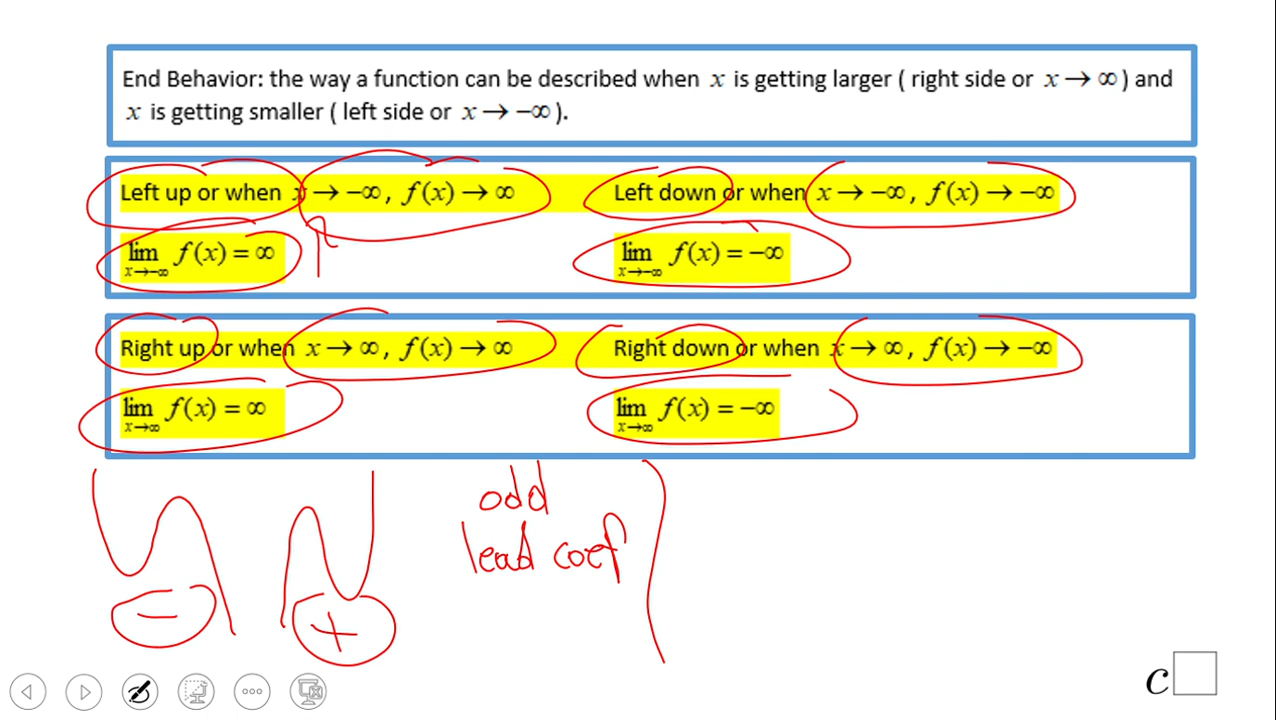 End Behavior: the way a function can be described when x is getting larger ( right side or x → ∞ ) and
x is getting smaller ( left side or x → −∞ ).
Left up or when x → −∞, f(x) → ∞
lim f(x) = ∞
x→−∞
Left down or when x → −∞, f(x) → −∞
lim f(x) = −∞
x→−∞
Right up or when x → ∞, f(x) → ∞
lim f(x) = ∞
x→∞
Right down or when x → ∞, f(x) → −∞
lim f(x) = −∞
x→∞
odd
lead coef
−
+
c